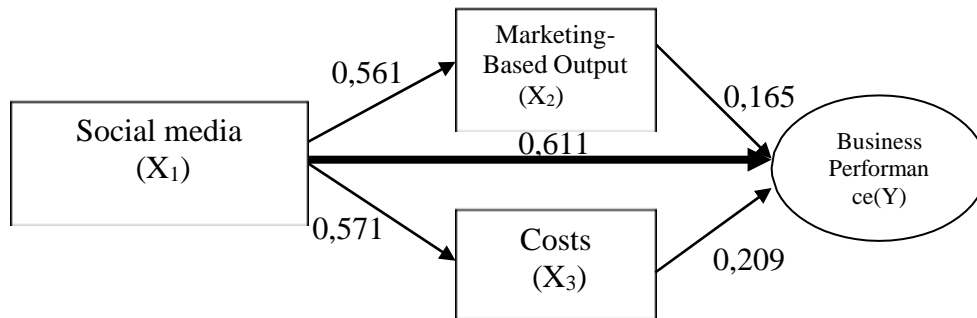 Marketing-
Based Output
(X₂)
0,561
0,165
Social media
(X₁)
0,611
Business
Performan
ce(Y)
0,571
Costs
(X₃)
0,209